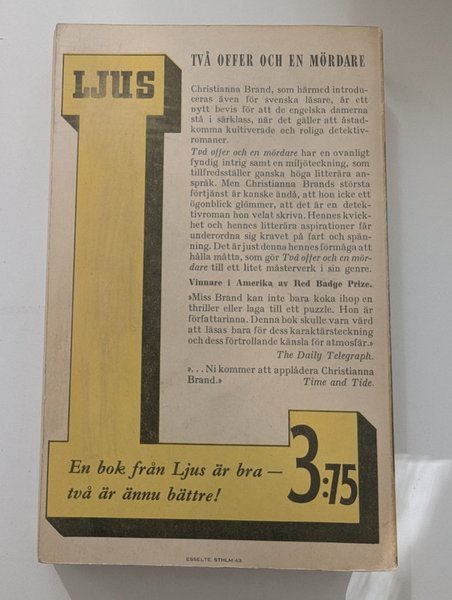 LJUS
TVÅ OFFER OCH EN MÖRDARE
Christianna Brand, som härmed introdu-
ceras även för svenska läsare, är ett
nytt bevis för att de engelska damerna
stå i särklass, när det gäller att åstad-
komma kultiverade och roliga detektiv-
romaner.
Två offer och en mördare har en ovanligt
fyndig intrig samt en miljöteckning, som
tillfredsställer ganska höga litterära an-
språk. Men Christianna Brands största
förtjänst är kanske ändå, att hon icke ett
ögonblick glömmer, att det är en detek-
tivroman hon velat skriva. Hennes kvick-
het och hennes litterära aspirationer får
underordna sig kravet på fart och spän-
ning. Det är just denna hennes förmåga att
hålla måtta, som gör Två offer och en mör-
dare till ett litet mästerverk i sin genre.
Vinnare i Amerika av Red Badge Prize.
»Miss Brand kan inte bara koka ihop en
thriller eller laga till ett puzzle. Hon är
författarinna. Denna bok skulle vara värd
att läsas bara för dess karaktärsteckning
och dess förtrollande känsla för atmosfär.»
The Daily Telegraph.
». . . Ni kommer att applådera Christianna
Brand.» Time and Tide.
En bok från Ljus är bra —
två är ännu bättre!
3:75
ESSELTE, STHLM 43